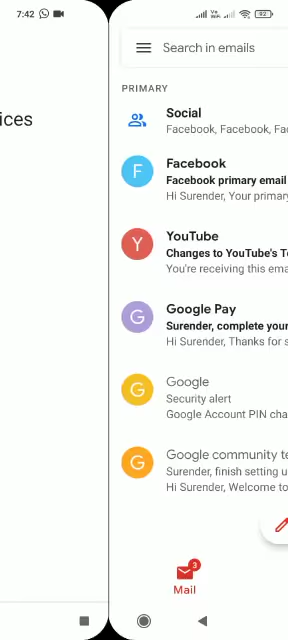 7:42
92
ices
Search in emails
PRIMARY
Social
Facebook, Facebook, Fa
F
Facebook
Facebook primary email
Hi Surender, Your primary
Y
YouTube
Changes to YouTube's Te
You're receiving this ema
G
Google Pay
Surender, complete your
Hi Surender, Thanks for s
G
Google
Security alert
Google Account PIN cha
G
Google community te
Surender, finish setting u
Hi Surender, Welcome to
3
Mail